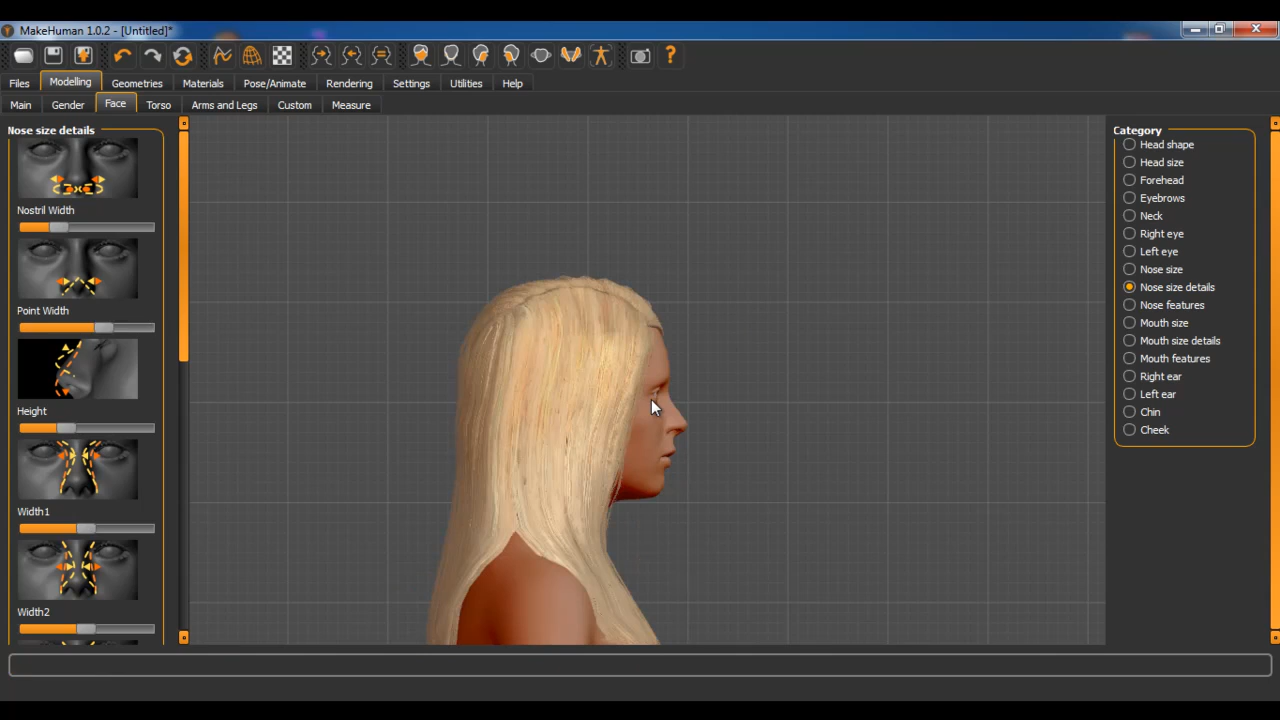 MakeHuman 1.0.2 - [Untitled]*
Files Modelling Geometries Materials Pose/Animate Rendering Settings Utilities Help
Main Gender Face Torso Arms and Legs Custom Measure
Nose size details
Nostril Width
Point Width
Height
Width1
Width2
Category
Head shape
Head size
Forehead
Eyebrows
Neck
Right eye
Left eye
Nose size
Nose size details
Nose features
Mouth size
Mouth size details
Mouth features
Right ear
Left ear
Chin
Cheek